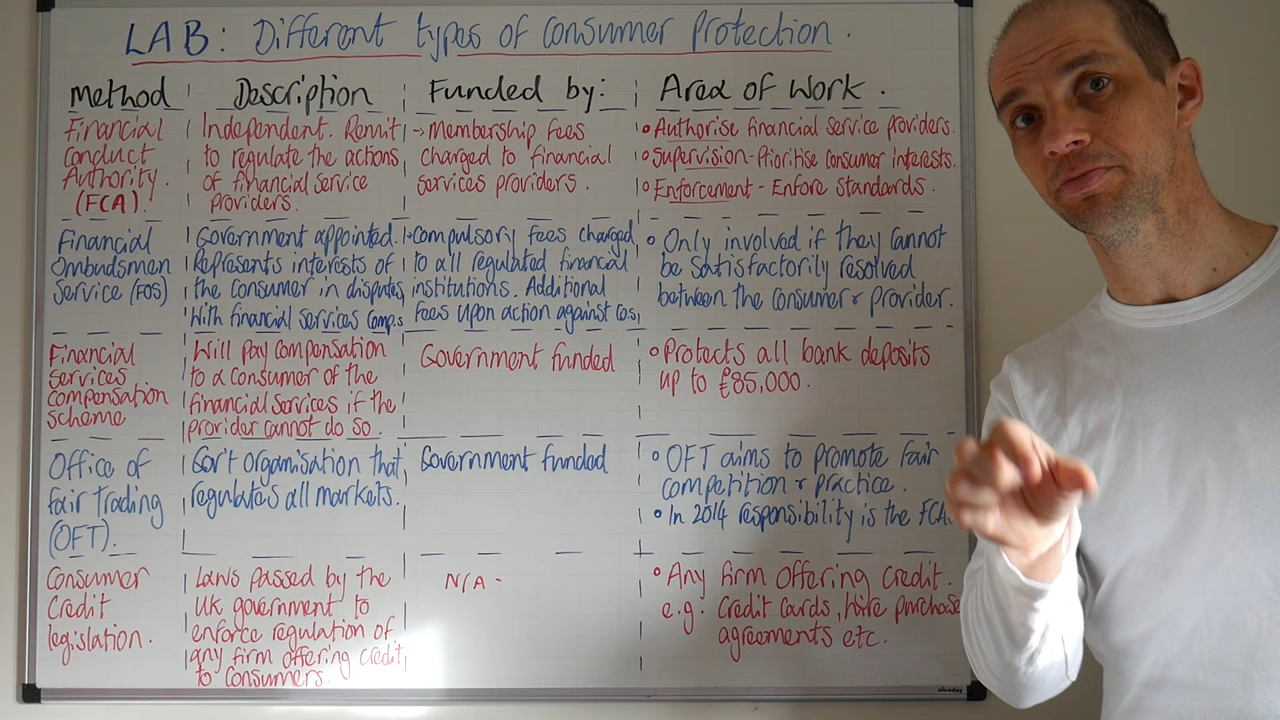 LAB: Different types of consumer protection.
Method
Description
Funded by:
Area of Work.
Financial
Conduct
Authority.
(FCA).
Independent. Remit
to regulate the actions
of financial service
providers.
→ Membership fees
charged to financial
services providers.
• Authorise financial service providers.
• Supervision - Prioritise consumer interests.
• Enforcement - Enfore standards.
Financial
Ombudsman
Service (FOS)
Government appointed.
Represents interests of
the consumer in disputes
with financial services comps
compulsory fees charged
to all regulated financial
institutions. Additional
fees upon action against cos,
• Only involved if they cannot
be satisfactorily resolved
between the consumer & provider.
Financial
services
compensation
scheme
Will pay compensation
to a consumer of the
financial services if the
provider cannot do so.
Government funded
• Protects all bank deposits
up to £85,000.
Office of
fair trading
(OFT).
Gov't organisation that
regulates all markets.
Government funded
• OFT aims to promote fair
competition & practice.
• In 2014 responsibility is the FCA
Consumer
Credit
legislation.
Laws passed by the
UK government to
enforce regulation of
any firm offering credit
to consumers.
N/A -
• Any firm offering credit.
e.g. credit cards, hire purchase
agreements etc.
nicaday